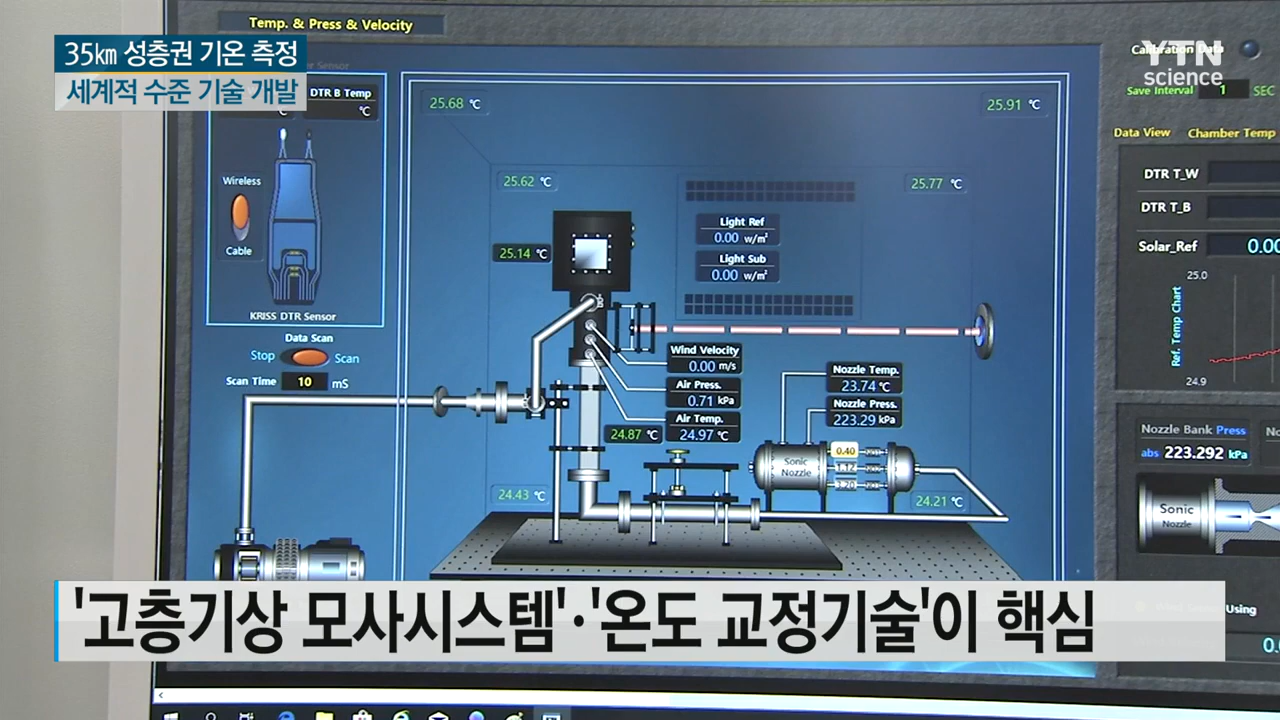 Temp. & Press & Velocity
35㎞ 성층권 기온 측정
세계적 수준 기술 개발
YTN
science
Calibration Data
Save Interval 1 SEC
Data View Chamber Temp
DTR B Temp
℃ ℃
Wireless
Cable
KRISS DTR Sensor
Data Scan
Stop Scan
Scan Time 10 mS
25.68 ℃
25.91 ℃
25.62 ℃
25.77 ℃
25.14 ℃
Light Ref
0.00 w/m²
Light Sub
0.00 w/m²
Wind Velocity
0.00 m/s
Air Press.
0.71 kPa
Air Temp.
24.97 ℃
24.87 ℃
Nozzle Temp.
23.74 ℃
Nozzle Press.
223.29 kPa
Sonic
Nozzle
0.40
1.12
3.20
24.43 ℃
24.21 ℃
DTR T_W
DTR T_B
Solar_Ref 0.00
25.0
Ref. Temp Chart
24.9
Nozzle Bank Press
abs 223.292 kPa
Sonic
Nozzle
Using
0.
'고층기상 모사시스템'·'온도 교정기술'이 핵심